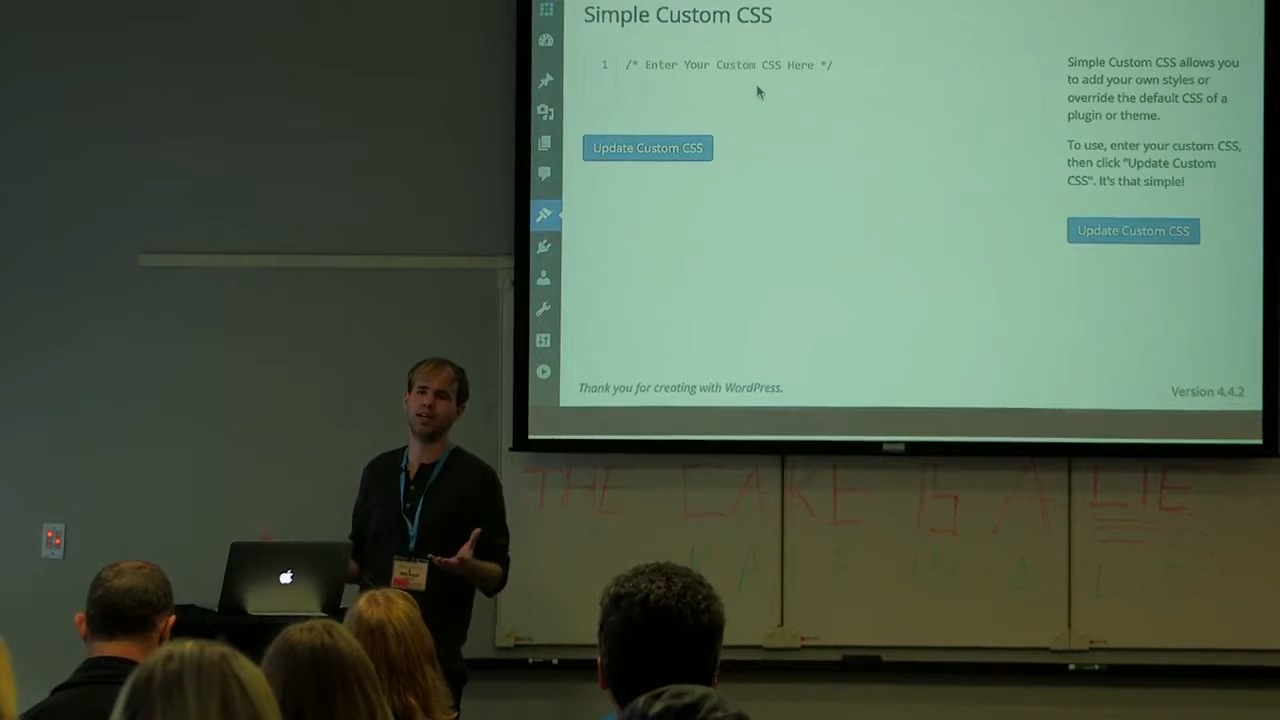 Simple Custom CSS
1 /* Enter Your Custom CSS Here */
Update Custom CSS
Simple Custom CSS allows you
to add your own styles or
override the default CSS of a
plugin or theme.
To use, enter your custom CSS,
then click "Update Custom
CSS". It's that simple!
Update Custom CSS
Thank you for creating with WordPress.
Version 4.4.2
THE CAKE IS A LIE